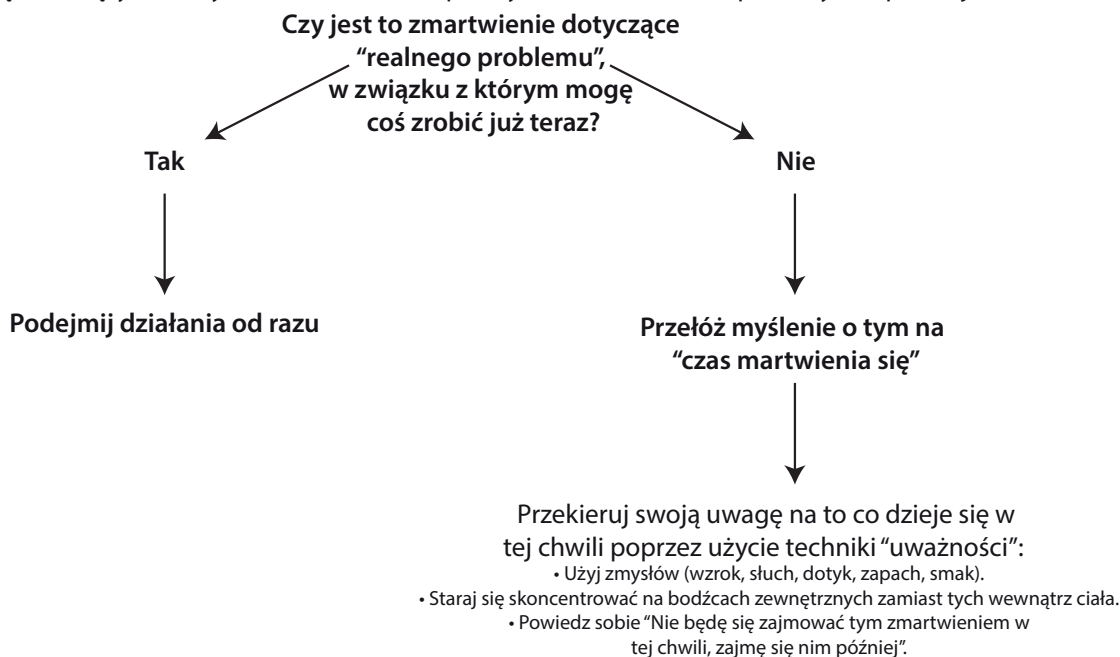 Czy jest to zmartwienie dotyczące
“realnego problemu”,
w związku z którym mogę
coś zrobić już teraz?
Tak
Nie
Podejmij działania od razu
Przełóż myślenie o tym na
“czas martwienia się”
Przekieruj swoją uwagę na to co dzieje się w
tej chwili poprzez użycie techniki “uważności”:
• Użyj zmysłów (wzrok, słuch, dotyk, zapach, smak).
• Staraj się skoncentrować na bodźcach zewnętrznych zamiast tych wewnątrz ciała.
• Powiedz sobie “Nie będę się zajmować tym zmartwieniem w
tej chwili, zajmę się nim później”.